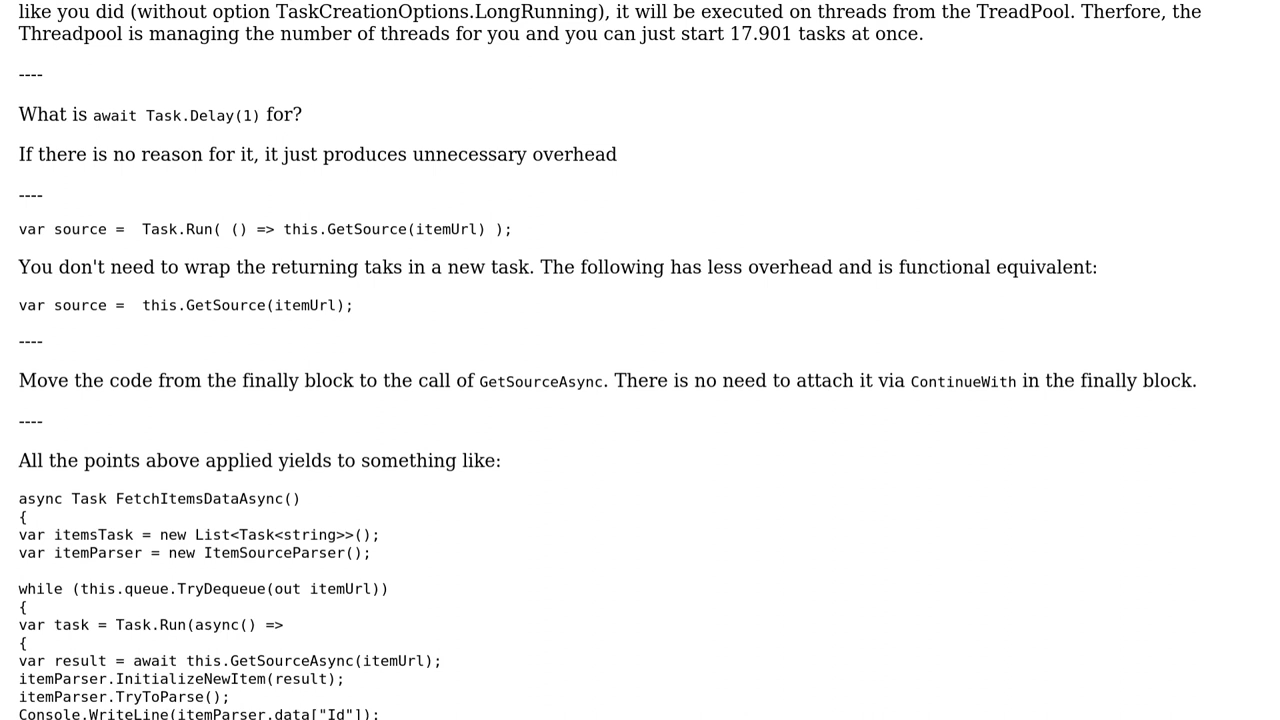 like you did (without option TaskCreationOptions.LongRunning), it will be executed on threads from the TreadPool. Therfore, the
Threadpool is managing the number of threads for you and you can just start 17.901 tasks at once.
----
What is await Task.Delay(1) for?
If there is no reason for it, it just produces unnecessary overhead
----
var source =  Task.Run( () => this.GetSource(itemUrl) );
You don't need to wrap the returning taks in a new task. The following has less overhead and is functional equivalent:
var source =  this.GetSource(itemUrl);
----
Move the code from the finally block to the call of GetSourceAsync. There is no need to attach it via ContinueWith in the finally block.
----
All the points above applied yields to something like:
async Task FetchItemsDataAsync()
{
var itemsTask = new List<Task<string>>();
var itemParser = new ItemSourceParser();
while (this.queue.TryDequeue(out itemUrl))
{
var task = Task.Run(async() =>
{
var result = await this.GetSourceAsync(itemUrl);
itemParser.InitializeNewItem(result);
itemParser.TryToParse();
Console.WriteLine(itemParser.data["Id"]);